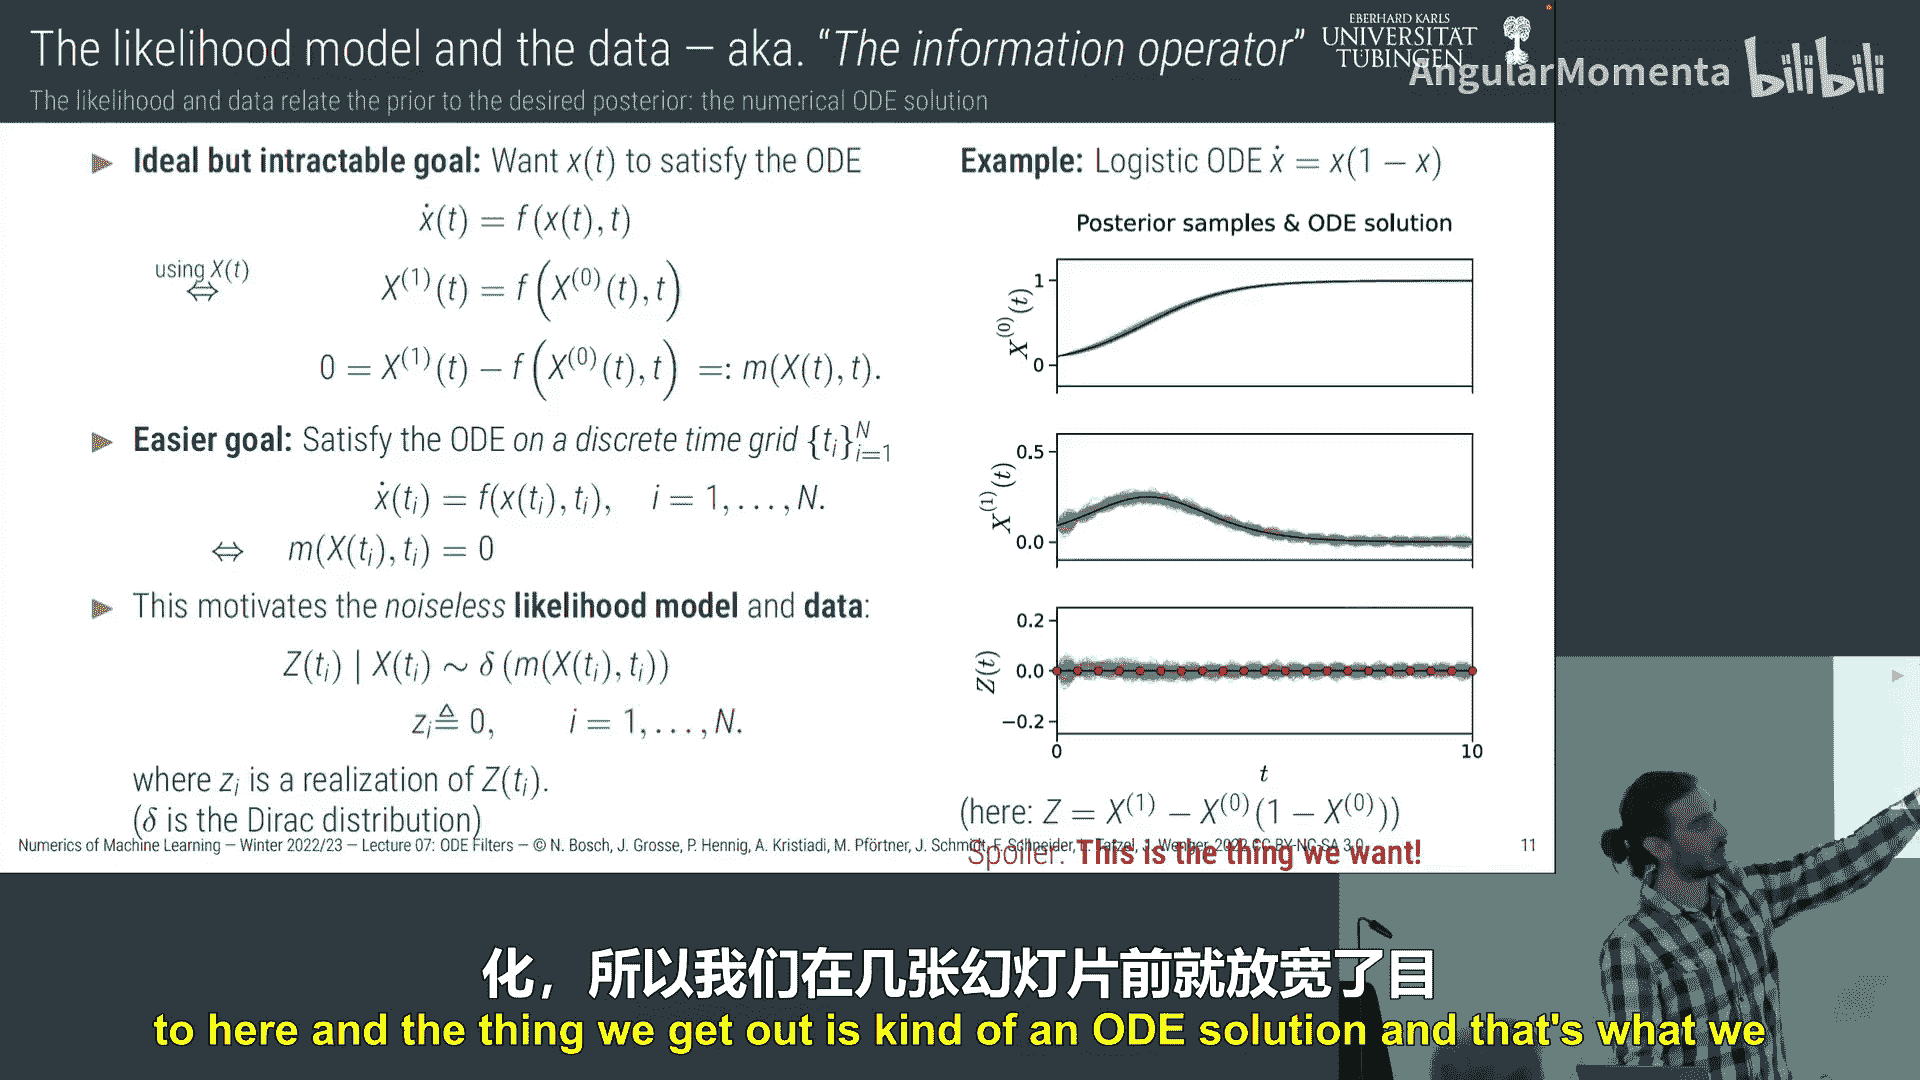 The likelihood model and the data — aka. “The information operator”
The likelihood and data relate the prior to the desired posterior: the numerical ODE solution
EBERHARD KARLS
UNIVERSITÄT
TÜBINGEN
AngularMomenta bilibili
Ideal but intractable goal: Want x(t) to satisfy the ODE
ẋ(t) = f(x(t), t)
using X(t)
⇔ X⁽¹⁾(t) = f(X⁽⁰⁾(t), t)
0 = X⁽¹⁾(t) − f(X⁽⁰⁾(t), t) =: m(X(t), t).
Easier goal: Satisfy the ODE on a discrete time grid {tᵢ}ᵢ₌₁ᴺ
ẋ(tᵢ) = f(x(tᵢ), tᵢ), i = 1, . . . , N.
⇔ m(X(tᵢ), tᵢ) = 0
This motivates the noiseless likelihood model and data:
Z(tᵢ) | X(tᵢ) ∼ δ (m(X(tᵢ), tᵢ))
zᵢ ≜ 0, i = 1, . . . , N.
where zᵢ is a realization of Z(tᵢ).
(δ is the Dirac distribution)
Example: Logistic ODE ẋ = x(1 − x)
Posterior samples & ODE solution
X⁽⁰⁾(t)
1
0
X⁽¹⁾(t)
0.5
0.0
Z(t)
0.2
0.0
−0.2
0
10
t
(here: Z = X⁽¹⁾ − X⁽⁰⁾(1 − X⁽⁰⁾))
Spoiler: This is the thing we want!
Numerics of Machine Learning — Winter 2022/23 — Lecture 07: ODE Filters — © N. Bosch, J. Grosse, P. Hennig, A. Kristiadi, M. Pförtner, J. Schmidt, F. Schneider, L. Tatzel, J. Wenger, 2022 CC BY-NC-SA 3.0
11
化，所以我们在几张幻灯片前就放宽了目
to here and the thing we get out is kind of an ODE solution and that's what we